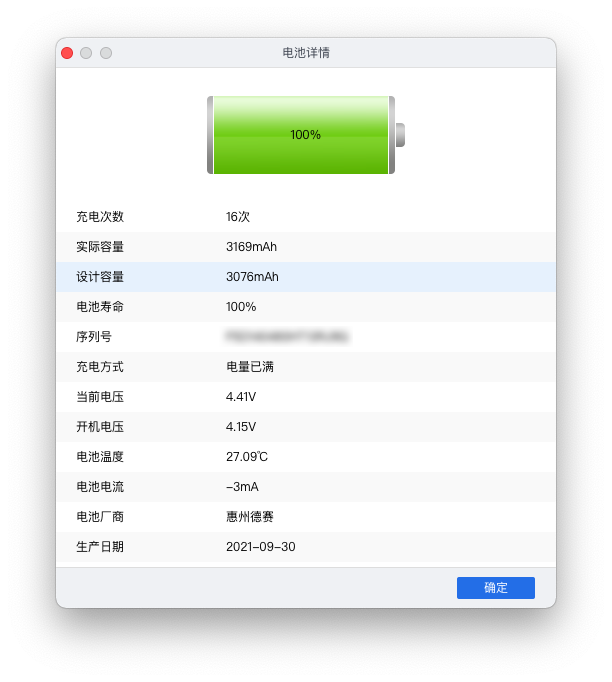 电池详情
100%
充电次数 16次
实际容量 3169mAh
设计容量 3076mAh
电池寿命 100%
序列号
充电方式 电量已满
当前电压 4.41V
开机电压 4.15V
电池温度 27.09℃
电池电流 -3mA
电池厂商 惠州德赛
生产日期 2021-09-30
确定